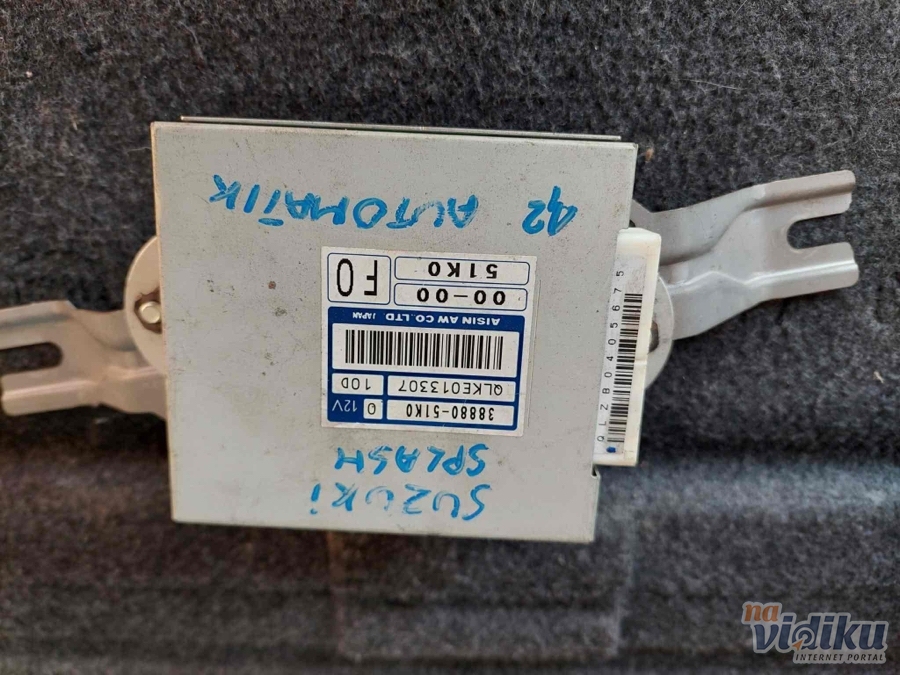 SUZUKI
SPLASH
38880-51K0
0
12V
QLKE013307
10D
AISIN AW CO.,LTD JAPAN
00-00
51K0
F0
42 AUTOMATIK
QLZB0405675
na
vidiku
INTERNET PORTAL